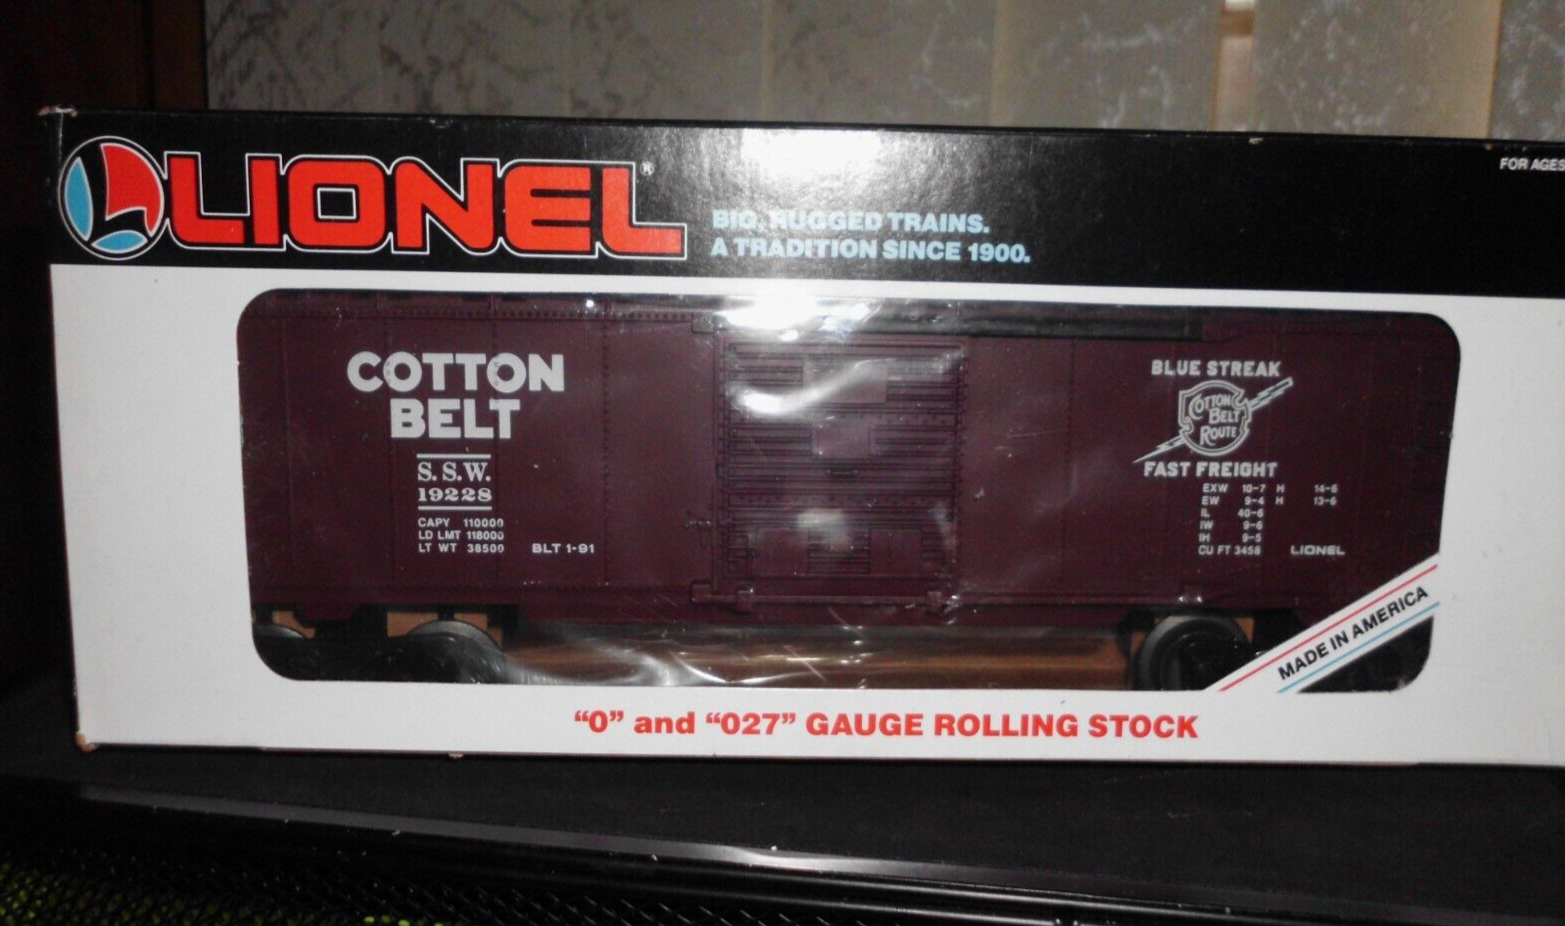 LIONEL®
BIG, RUGGED TRAINS.
A TRADITION SINCE 1900.
FOR AGES
COTTON
BELT
S.S.W.
19228
CAPY 110000
LD LMT 118000
LT WT 38500 BLT 1-91
BLUE STREAK
COTTON
BELT
ROUTE
FAST FREIGHT
EXW 10-7 H 14-6
EW 9-4 H 13-6
IL 40-6
IW 9-6
IH 9-5
CU FT 3458 LIONEL
MADE IN AMERICA
“O” and “027” GAUGE ROLLING STOCK